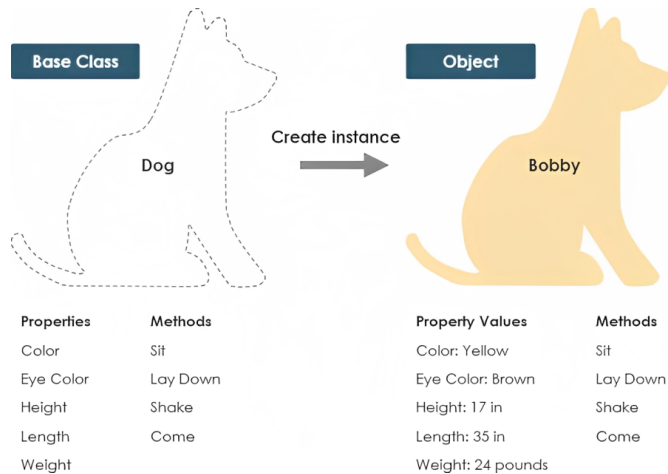 Base Class
Object
Create instance
Dog
Bobby
Properties Methods
Color Sit
Eye Color Lay Down
Height Shake
Length Come
Weight
Property Values Methods
Color: Yellow Sit
Eye Color: Brown Lay Down
Height: 17 in Shake
Length: 35 in Come
Weight: 24 pounds